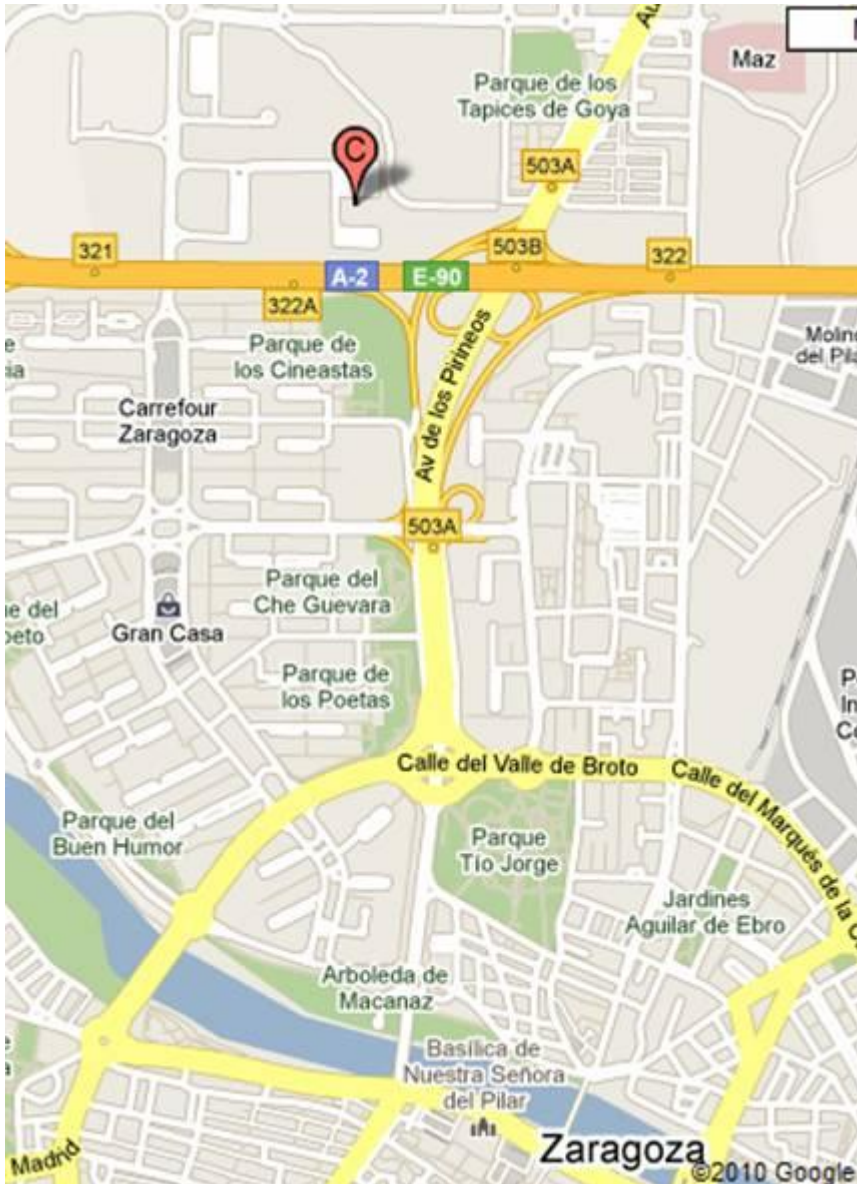 Maz
Parque de los
Tapices de Goya
C
503A
321
503B
322
A-2
E-90
322A
Parque de
los Cineastas
Av de los Pirineos
Carrefour
Zaragoza
503A
Parque del
Che Guevara
Gran Casa
Parque de
los Poetas
Calle del Valle de Broto
Calle del Marqués de la
Parque del
Buen Humor
Parque
Tío Jorge
Jardines
Aguilar de Ebro
Arboleda de
Macanaz
Basílica de
Nuestra Señora
del Pilar
Madrid
Zaragoza
©2010 Google